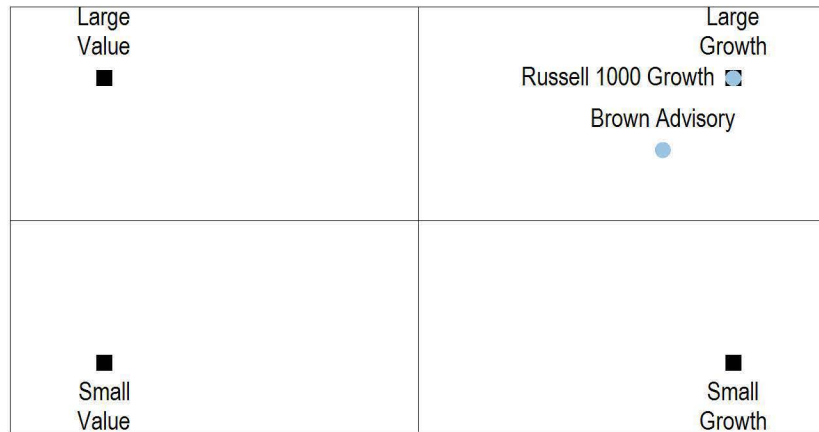 Large
Value
Large
Growth
Russell 1000 Growth
Brown Advisory
Small
Value
Small
Growth